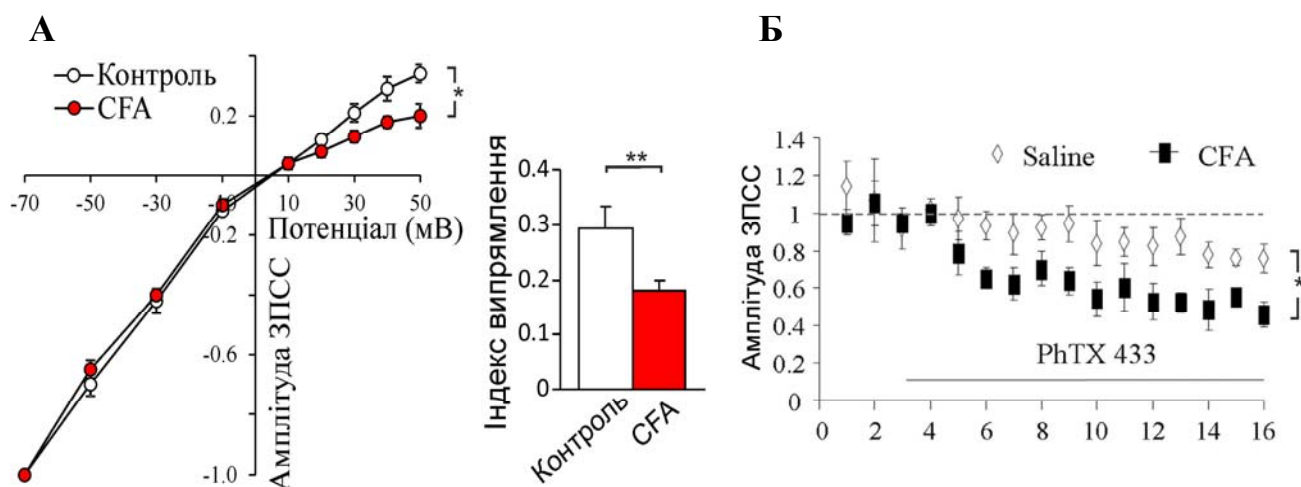 А
Контроль
CFA
*
0.2
-70
-50
-30
10
30
50
Потенціал (мВ)
-0.2
-0.6
-1.0
Амплітуда ЗПСС
Індекс випрямлення
0.4
0.3
0.2
0.1
0
**
Контроль
CFA
Б
Амплітуда ЗПСС
1.4
1.2
1
0.8
0.6
0.4
0.2
0
Saline
CFA
*
PhTX 433
0 2 4 6 8 10 12 14 16